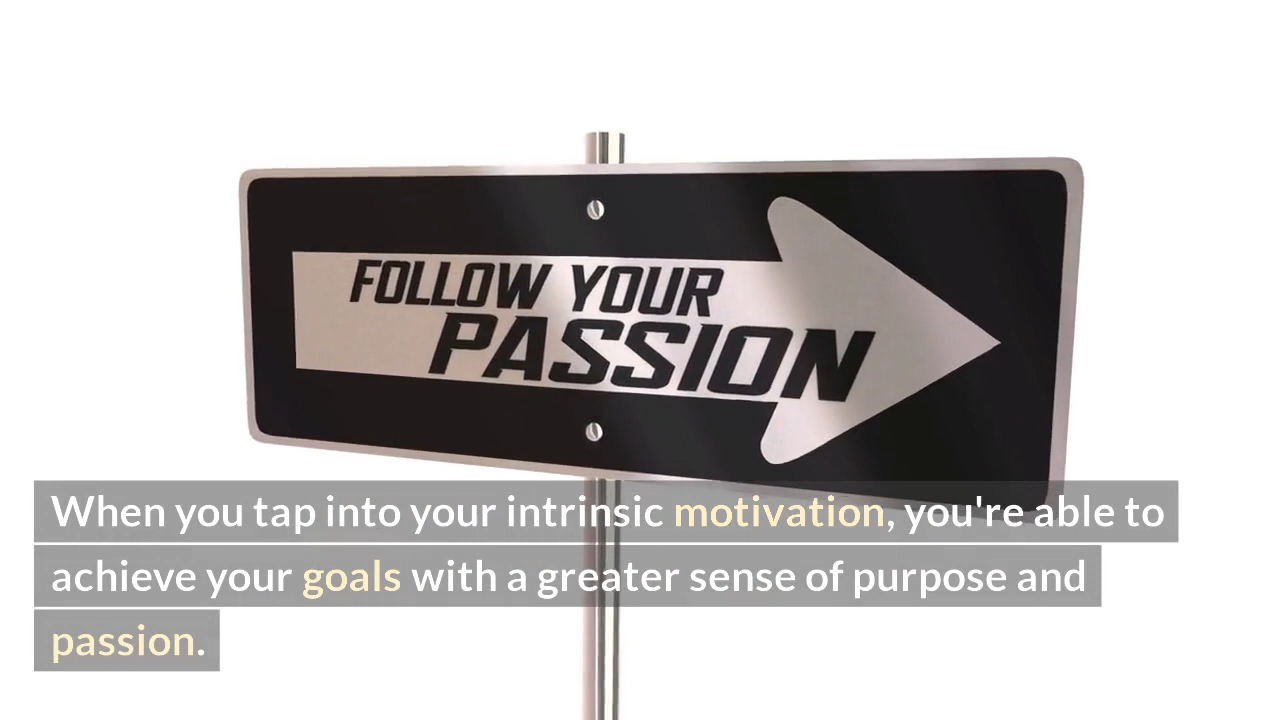 FOLLOW YOUR
PASSION
When you tap into your intrinsic motivation, you're able to
achieve your goals with a greater sense of purpose and
passion.